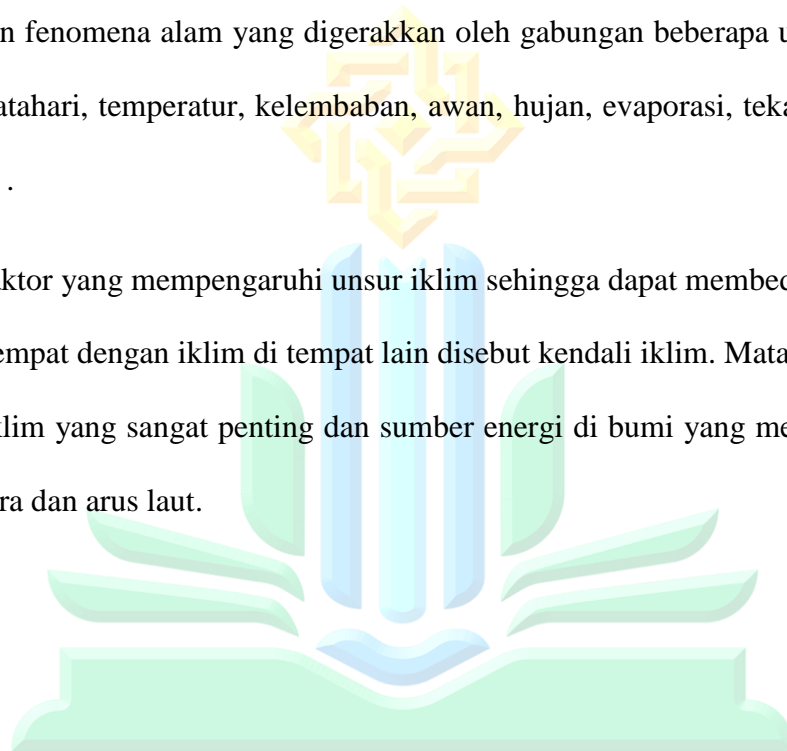 n fenomena alam yang digerakkan oleh gabungan beberapa u
atahari, temperatur, kelembaban, awan, hujan, evaporasi, teka
.
aktor yang mempengaruhi unsur iklim sehingga dapat membed
empat dengan iklim di tempat lain disebut kendali iklim. Mata
klim yang sangat penting dan sumber energi di bumi yang me
ra dan arus laut.